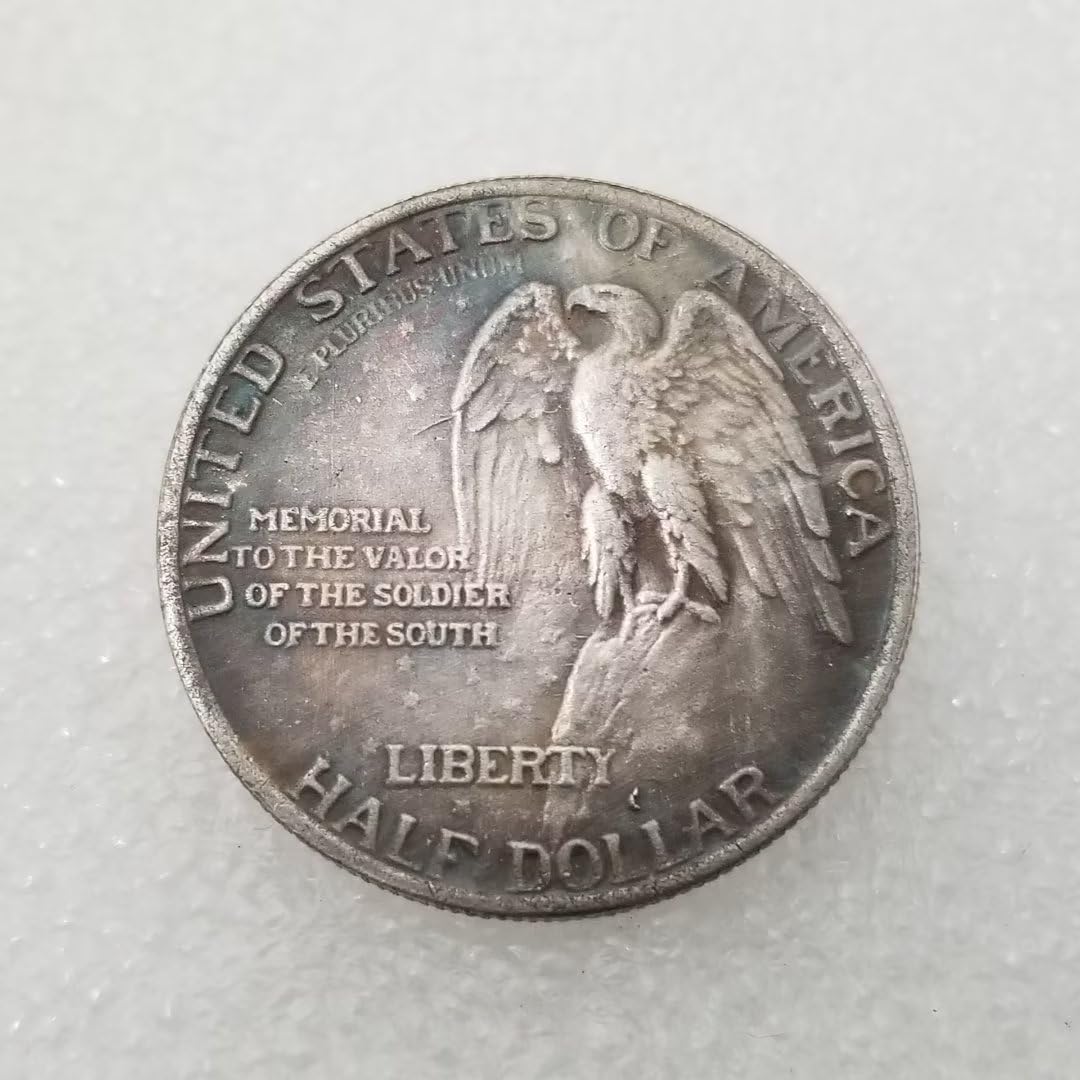 UNITED STATES OF AMERICA
E·PLURIBUS·UNUM
MEMORIAL
TO THE VALOR
OF THE SOLDIER
OF THE SOUTH
LIBERTY
HALF DOLLAR